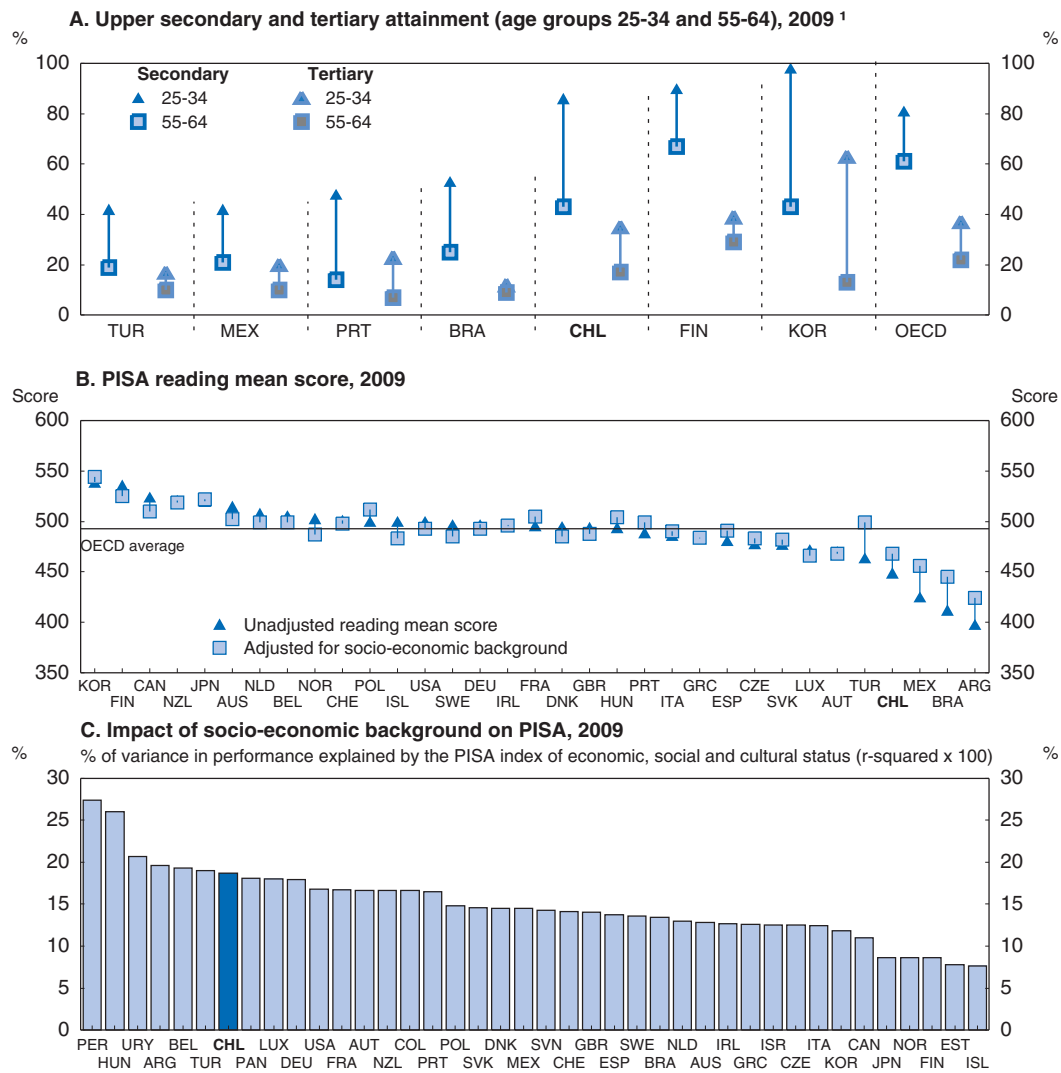 A. Upper secondary and tertiary attainment (age groups 25-34 and 55-64), 2009 ¹
% %
100 100
Secondary Tertiary
25-34 25-34
80 80
55-64 55-64
60 60
40 40
20 20
0 0
TUR MEX PRT BRA CHL FIN KOR OECD
B. PISA reading mean score, 2009
Score Score
600 600
550 550
500 500
OECD average
450 450
Unadjusted reading mean score
400 400
Adjusted for socio-economic background
350 350
KOR CAN JPN NLD NOR POL USA DEU FRA GBR PRT GRC CZE LUX TUR MEX ARG
FIN NZL AUS BEL CHE ISL SWE IRL DNK HUN ITA ESP SVK AUT CHL BRA
C. Impact of socio-economic background on PISA, 2009
% % of variance in performance explained by the PISA index of economic, social and cultural status (r-squared x 100) %
30 30
25 25
20 20
15 15
10 10
5 5
0 0
PER URY BEL CHL LUX USA AUT COL POL DNK SVN GBR SWE NLD IRL ISR ITA CAN NOR EST
HUN ARG TUR PAN DEU FRA NZL PRT SVK MEX CHE ESP BRA AUS GRC CZE KOR JPN FIN ISL